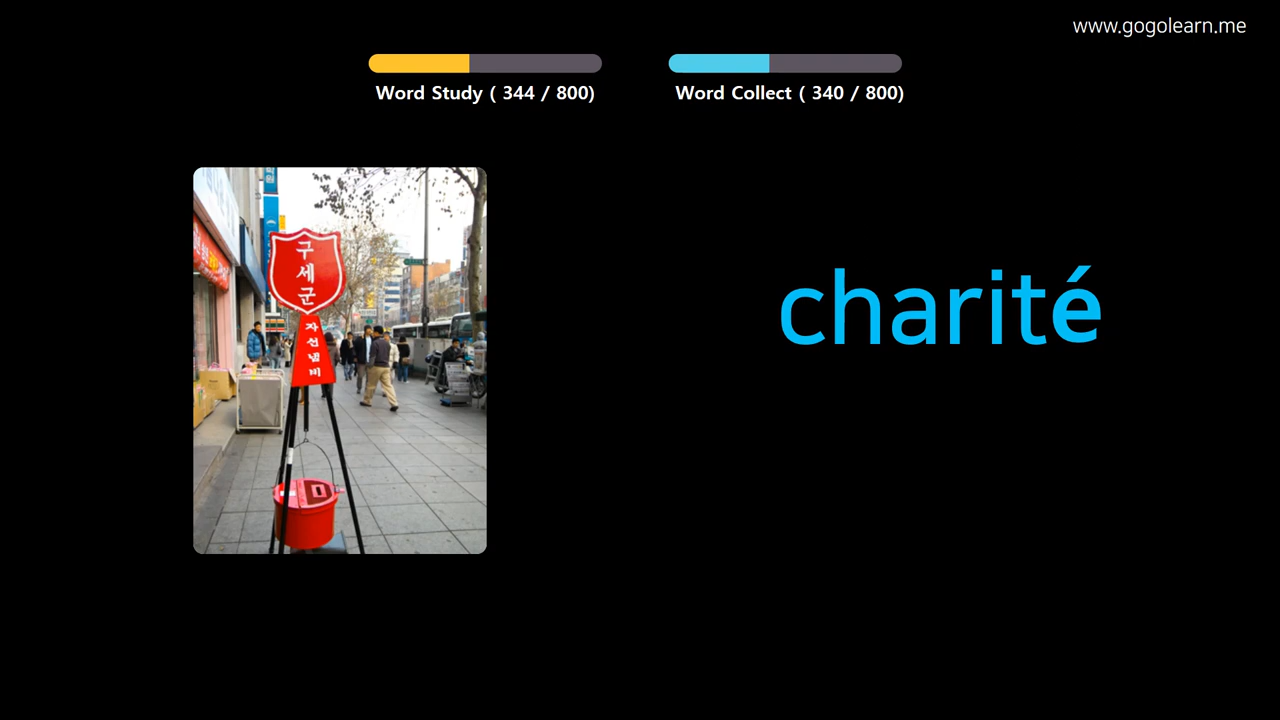 www.gogolearn.me
Word Study ( 344 / 800)
Word Collect ( 340 / 800)
구
세
군
자
선
냄
비
charité